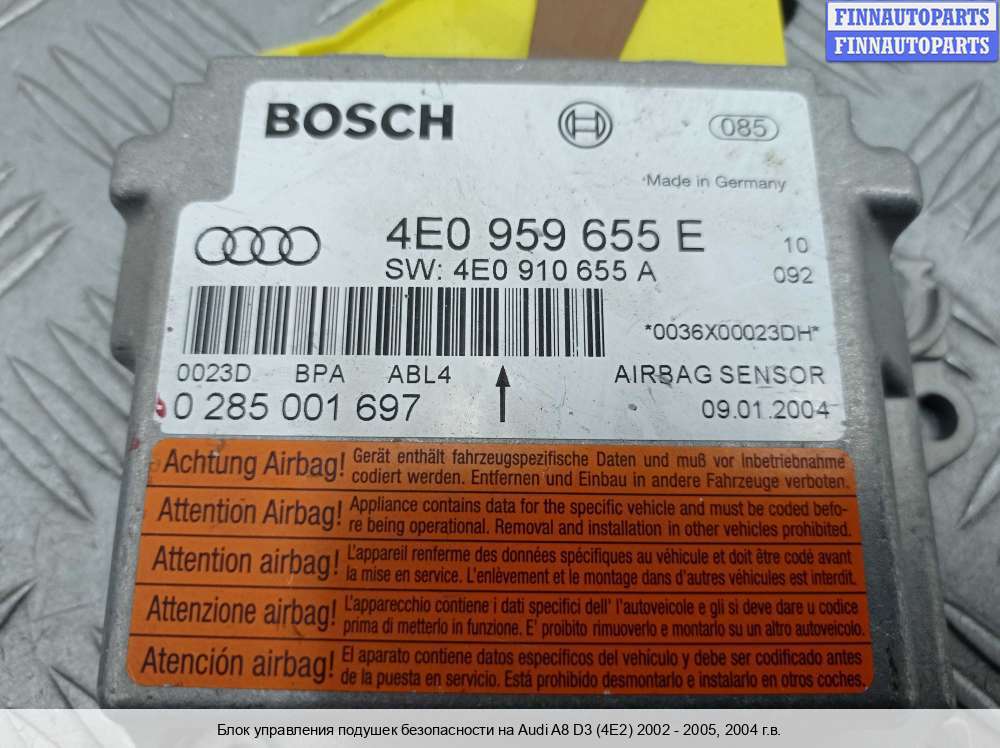 FINNAUTOPARTS
FINNAUTOPARTS
BOSCH
085
Made in Germany
4E0 959 655 E
10
SW: 4E0 910 655 A
092
*0036X00023DH*
0023D BPA ABL4
AIRBAG SENSOR
0 285 001 697
09.01.2004
Achtung Airbag! Gerät enthält fahrzeugspezifische Daten und muß vor Inbetriebnahme
codiert werden. Entfernen und Einbau in andere Fahrzeuge verboten.
Attention Airbag! Appliance contains data for the specific vehicle and must be coded befo-
re being operational. Removal and installation in other vehicles prohibited.
Attention airbag! L'appareil renferme des données spécifiques au véhicule et doit être codé avant
la mise en service. L'enlèvement et le montage dans d'autres véhicules est interdit.
Attenzione airbag! L'apparecchio contiene i dati specifici dell' l'autoveicole e gli si deve dare u codice
prima di metterlo in funzione. E' proibito rimuoverlo e montarlo su un altro autoveicolo.
Atención airbag! El aparato contiene datos específicos del vehículo y debe ser codificado antes
de la puesta en servicio. Está prohibido desmontarlo e instalarlo en otros coches.
Блок управления подушек безопасности на Audi A8 D3 (4E2) 2002 - 2005, 2004 г.в.